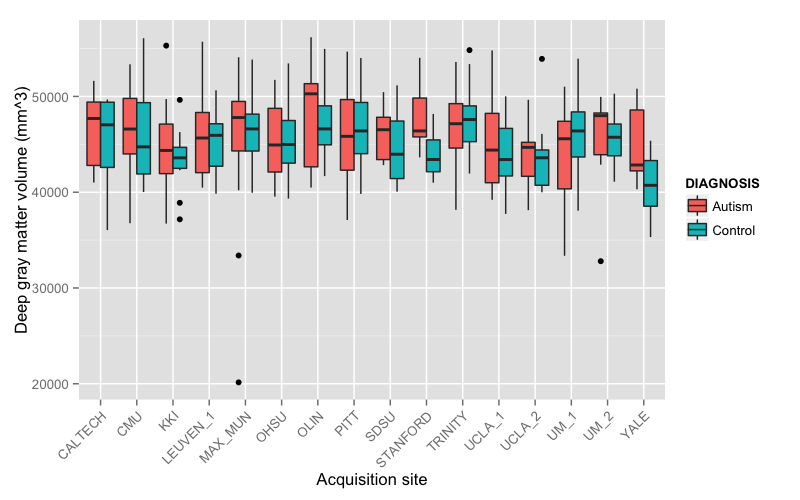 Deep gray matter volume (mm^3)
50000
40000
30000
20000
CALTECH
CMU
KKI
LEUVEN_1
MAX_MUN
OHSU
OLIN
PITT
SDSU
STANFORD
TRINITY
UCLA_1
UCLA_2
UM_1
UM_2
YALE
Acquisition site
DIAGNOSIS
Autism
Control